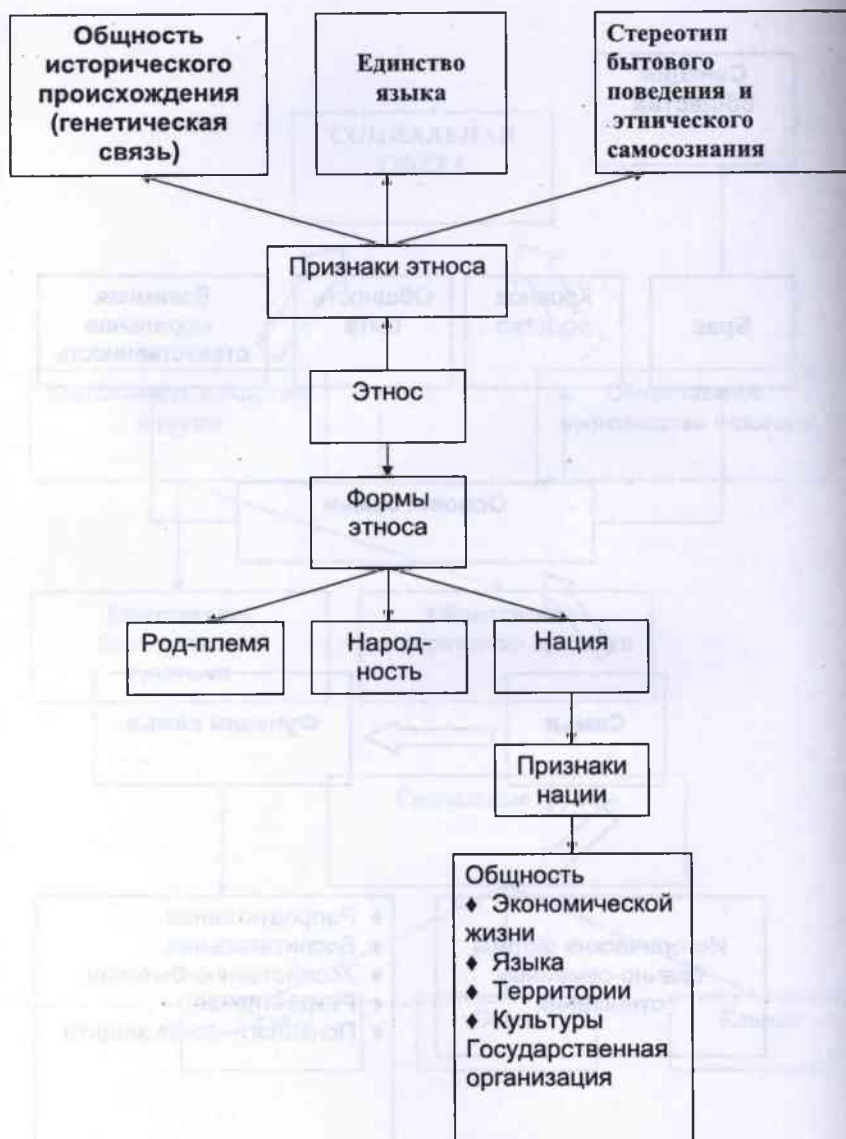 Общность
исторического
происхождения
(генетическая
связь)
Единство
языка
Стереотип
бытового
поведения и
этнического
самосознания
Признаки этноса
Этнос
Формы
этноса
Род-племя
Народ-
ность
Нация
Признаки
нации
Общность
♦ Экономической
жизни
♦ Языка
♦ Территории
♦ Культуры
Государственная
организация